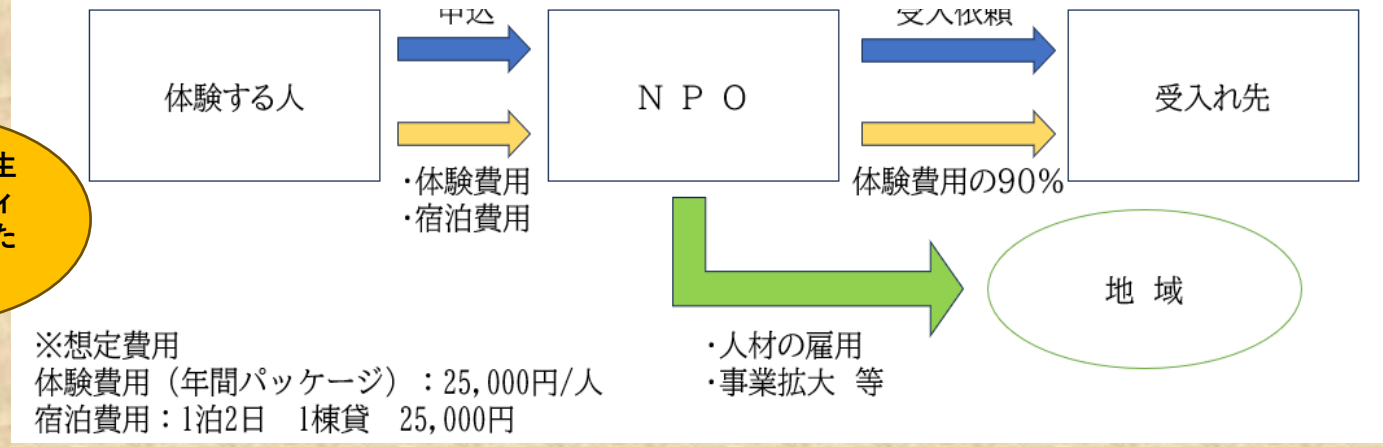 申込
受入依頼
体験する人
ＮＰＯ
受入れ先
・体験費用
・宿泊費用
体験費用の90%
生
ィ
た
地 域
・人材の雇用
・事業拡大 等
※想定費用
体験費用（年間パッケージ）：25,000円/人
宿泊費用：1泊2日　1棟貸　25,000円